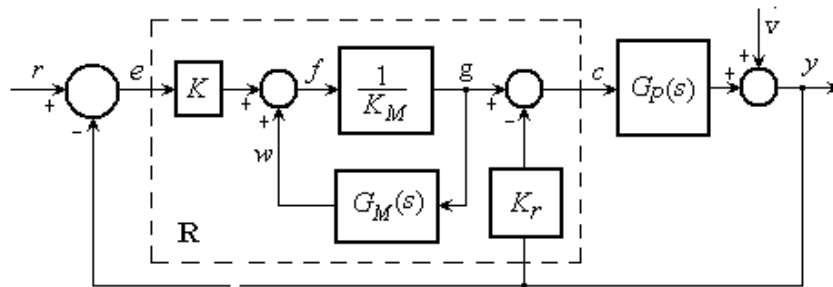 v
r e K f 1 g c G_P(s) y
K_M
+ + + + - + +
- + +
w
G_M(s) K_r
R